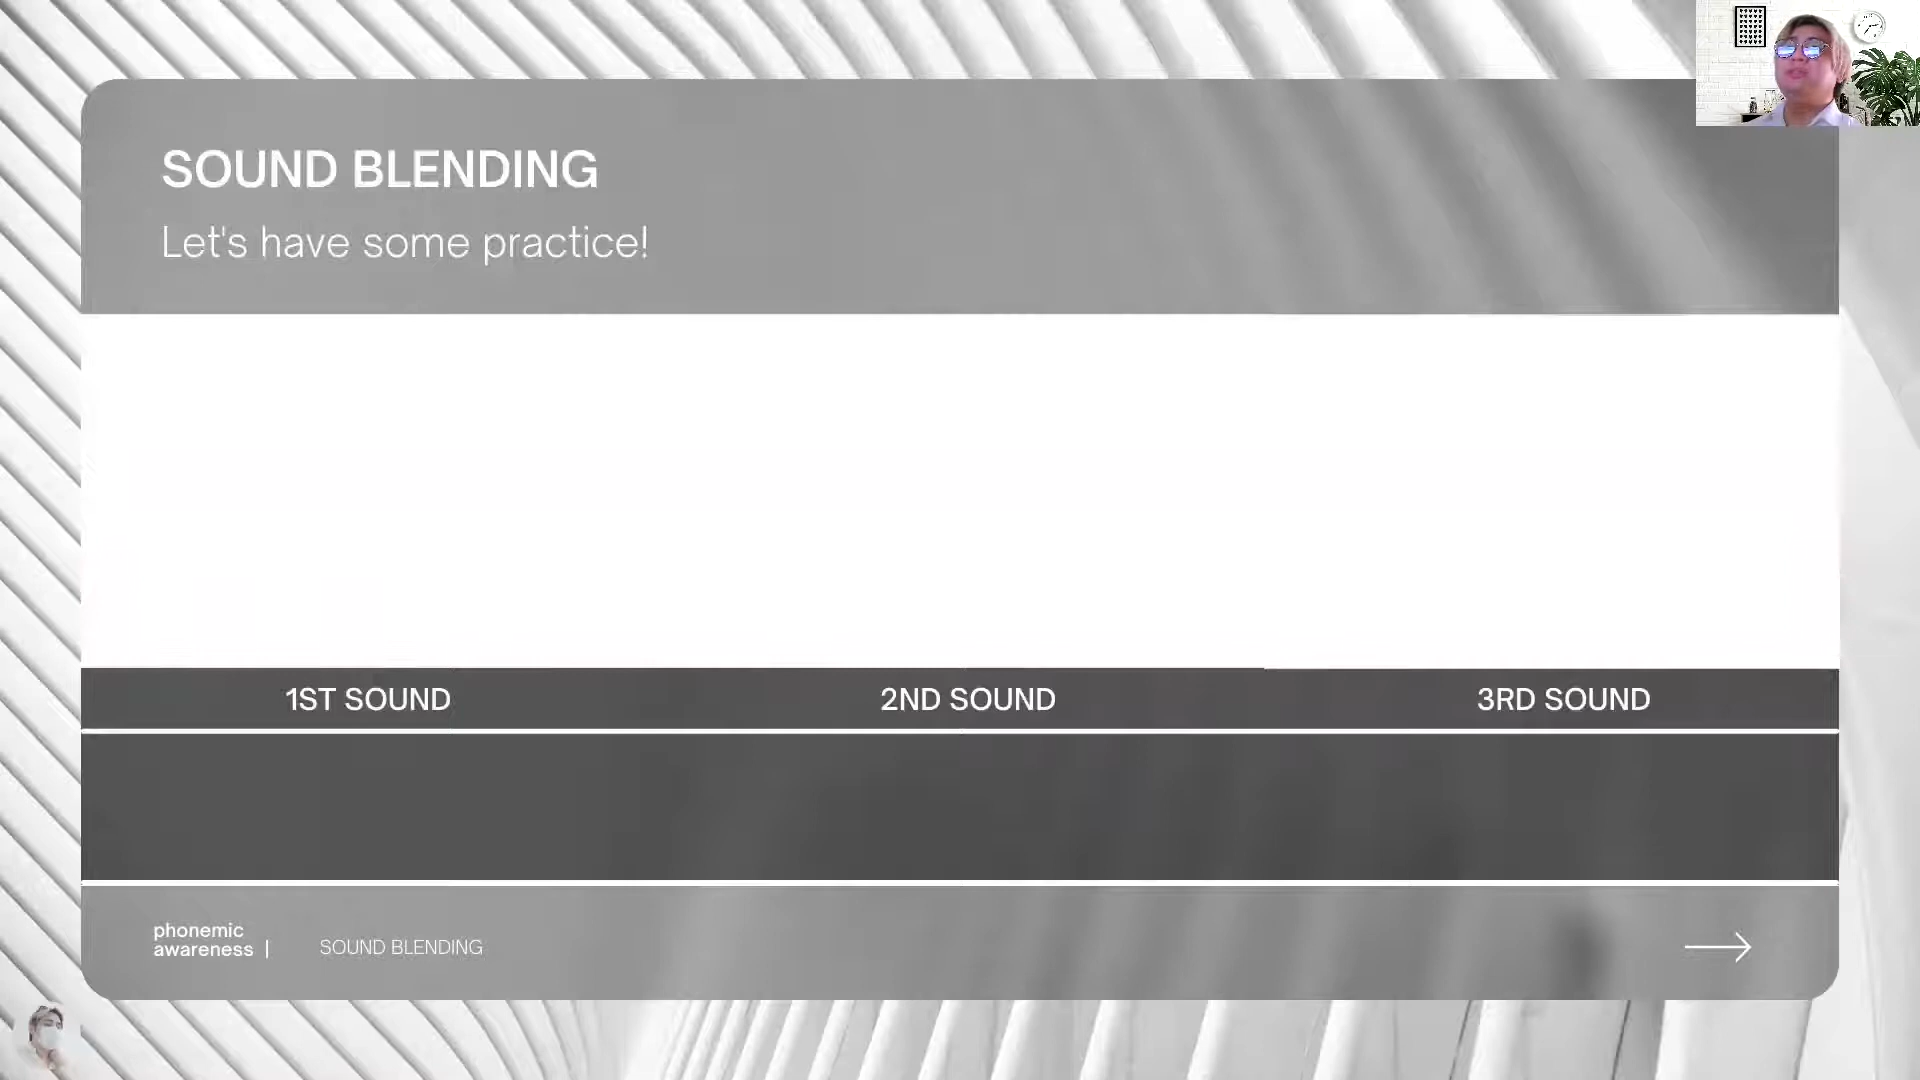 SOUND BLENDING
Let's have some practice!
1ST SOUND
2ND SOUND
3RD SOUND
phonemic
awareness |
SOUND BLENDING